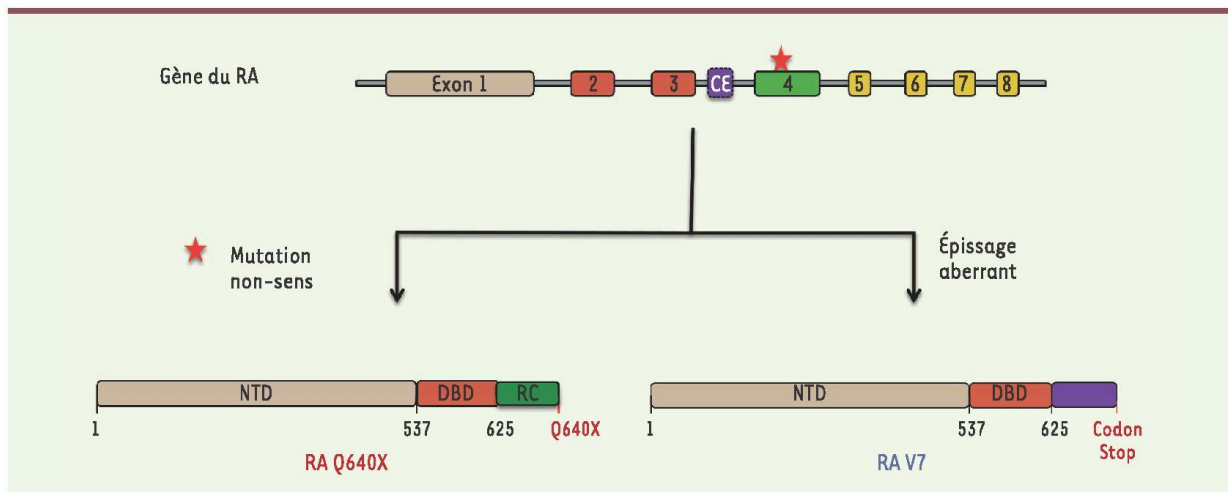 Gène du RA
Exon 1 2 3 CE 4 5 6 7 8
Mutation
non-sens
Épissage
aberrant
NTD DBD RC
1 537 625 Q640X
RA Q640X
NTD DBD
1 537 625 Codon
Stop
RA V7